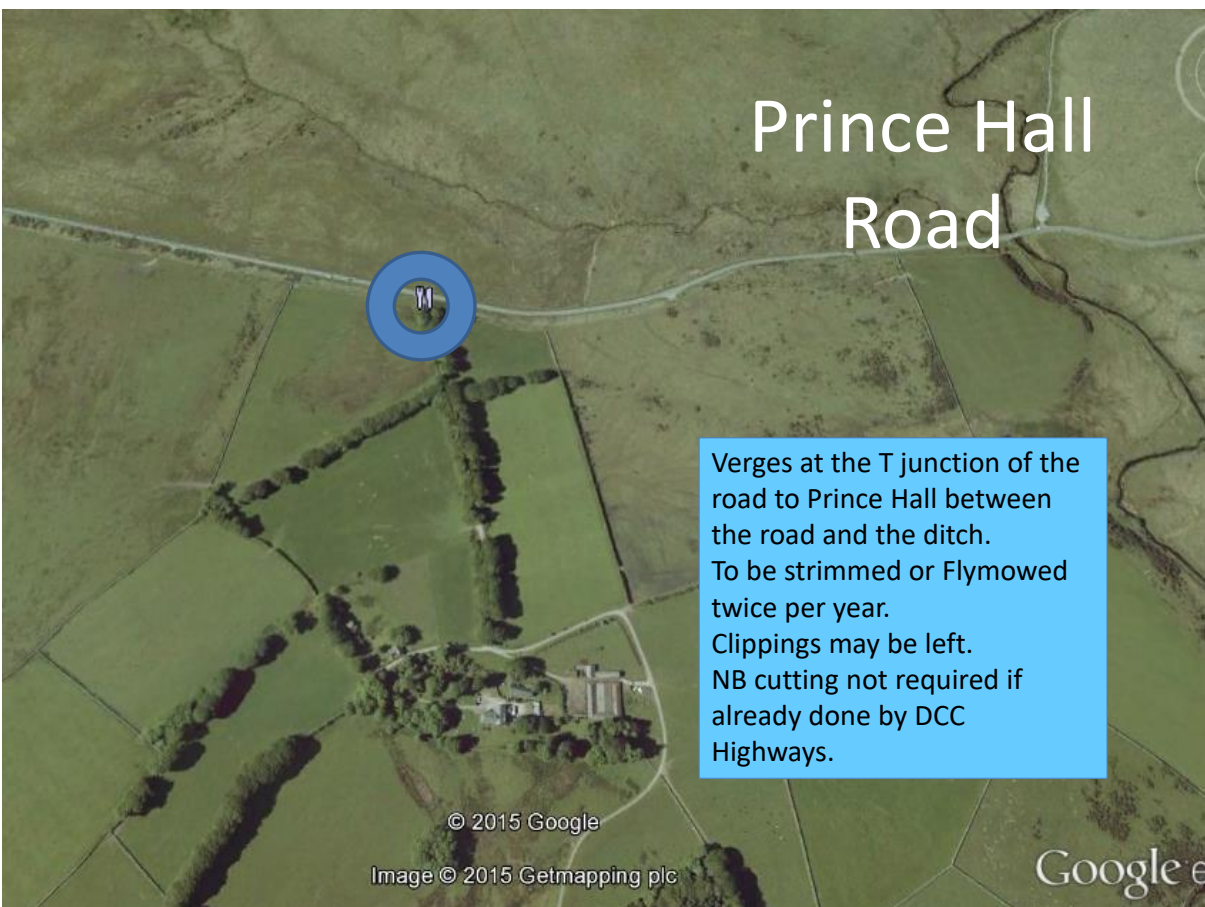 Prince Hall
Road
Verges at the T junction of the
road to Prince Hall between
the road and the ditch.
To be strimmed or Flymowed
twice per year.
Clippings may be left.
NB cutting not required if
already done by DCC
Highways.
© 2015 Google
Image © 2015 Getmapping plc
Google e